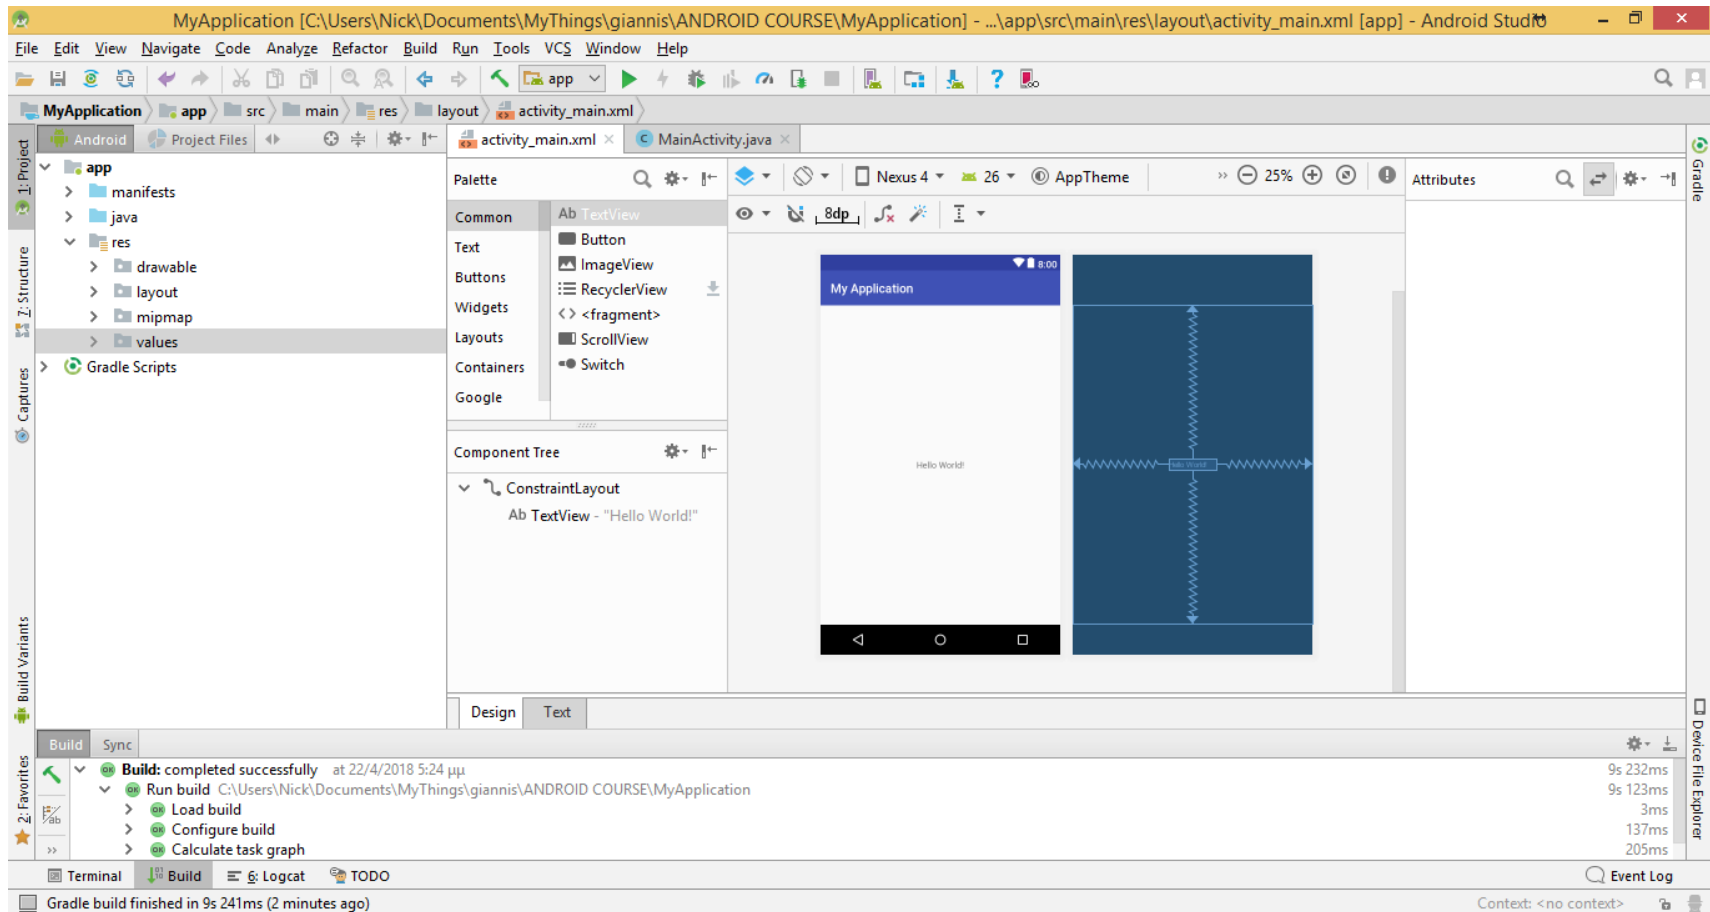 MyApplication [C:\Users\Nick\Documents\MyThings\giannis\ANDROID COURSE\MyApplication] - ...\app\src\main\res\layout\activity_main.xml [app] - Android Studio
File Edit View Navigate Code Analyze Refactor Build Run Tools VCS Window Help
app
MyApplication app src main res layout activity_main.xml
1: Project
7: Structure
Captures
Build Variants
2: Favorites
Android Project Files
app
manifests
java
res
drawable
layout
mipmap
values
Gradle Scripts
activity_main.xml MainActivity.java
Palette
Common
Text
Buttons
Widgets
Layouts
Containers
Google
Ab TextView
Button
ImageView
RecyclerView
<fragment>
ScrollView
Switch
Component Tree
ConstraintLayout
Ab TextView - "Hello World!"
Nexus 4 26 AppTheme 25%
8dp
8:00
My Application
Hello World!
Hello World!
Attributes
Gradle
Device File Explorer
Design Text
Build Sync
Build: completed successfully at 22/4/2018 5:24 μμ 9s 232ms
Run build C:\Users\Nick\Documents\MyThings\giannis\ANDROID COURSE\MyApplication 9s 123ms
Load build 3ms
Configure build 137ms
Calculate task graph 205ms
Terminal Build 6: Logcat TODO Event Log
Gradle build finished in 9s 241ms (2 minutes ago) Context: <no context>